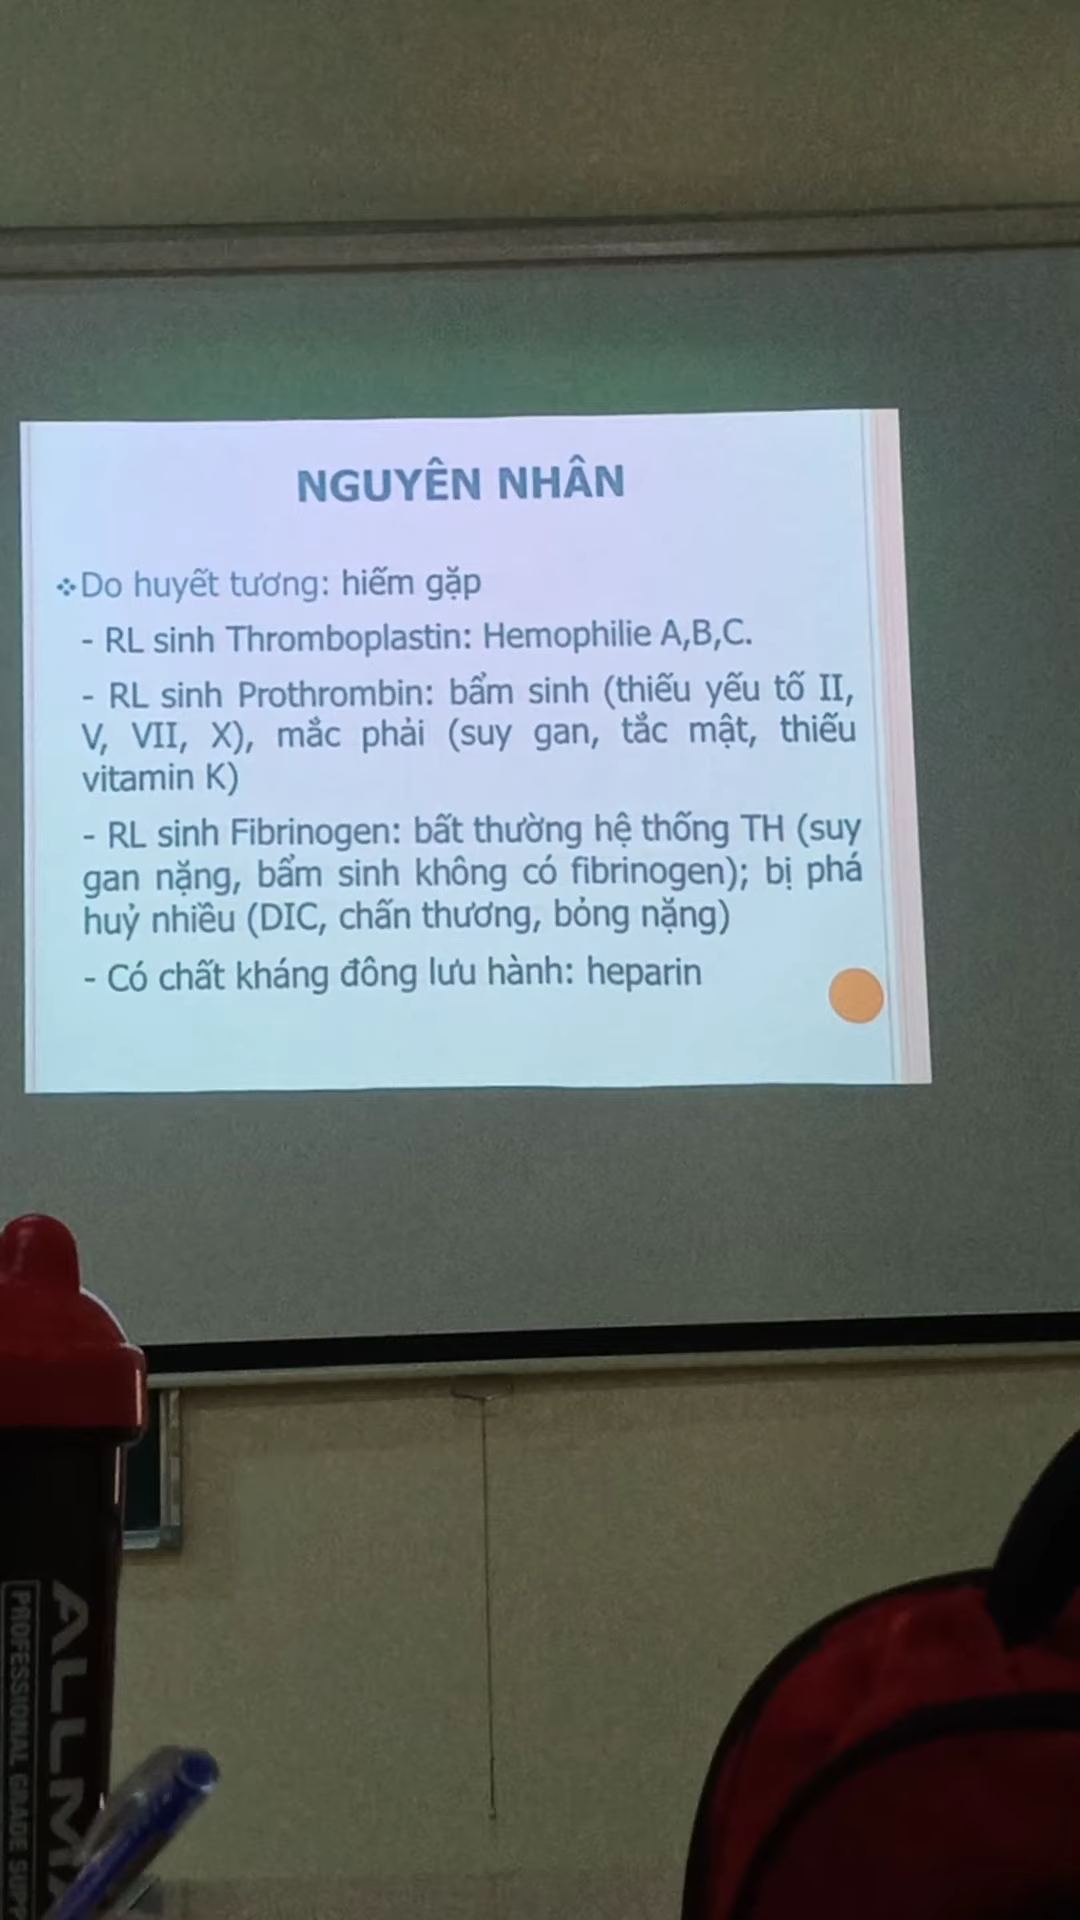 NGUYÊN NHÂN
❖Do huyết tương: hiếm gặp
- RL sinh Thromboplastin: Hemophilie A,B,C.
- RL sinh Prothrombin: bẩm sinh (thiếu yếu tố II,
V, VII, X), mắc phải (suy gan, tắc mật, thiếu
vitamin K)
- RL sinh Fibrinogen: bất thường hệ thống TH (suy
gan nặng, bẩm sinh không có fibrinogen); bị phá
huỷ nhiều (DIC, chấn thương, bỏng nặng)
- Có chất kháng đông lưu hành: heparin
ALLM
PROFESSIONAL GRADE SUPP